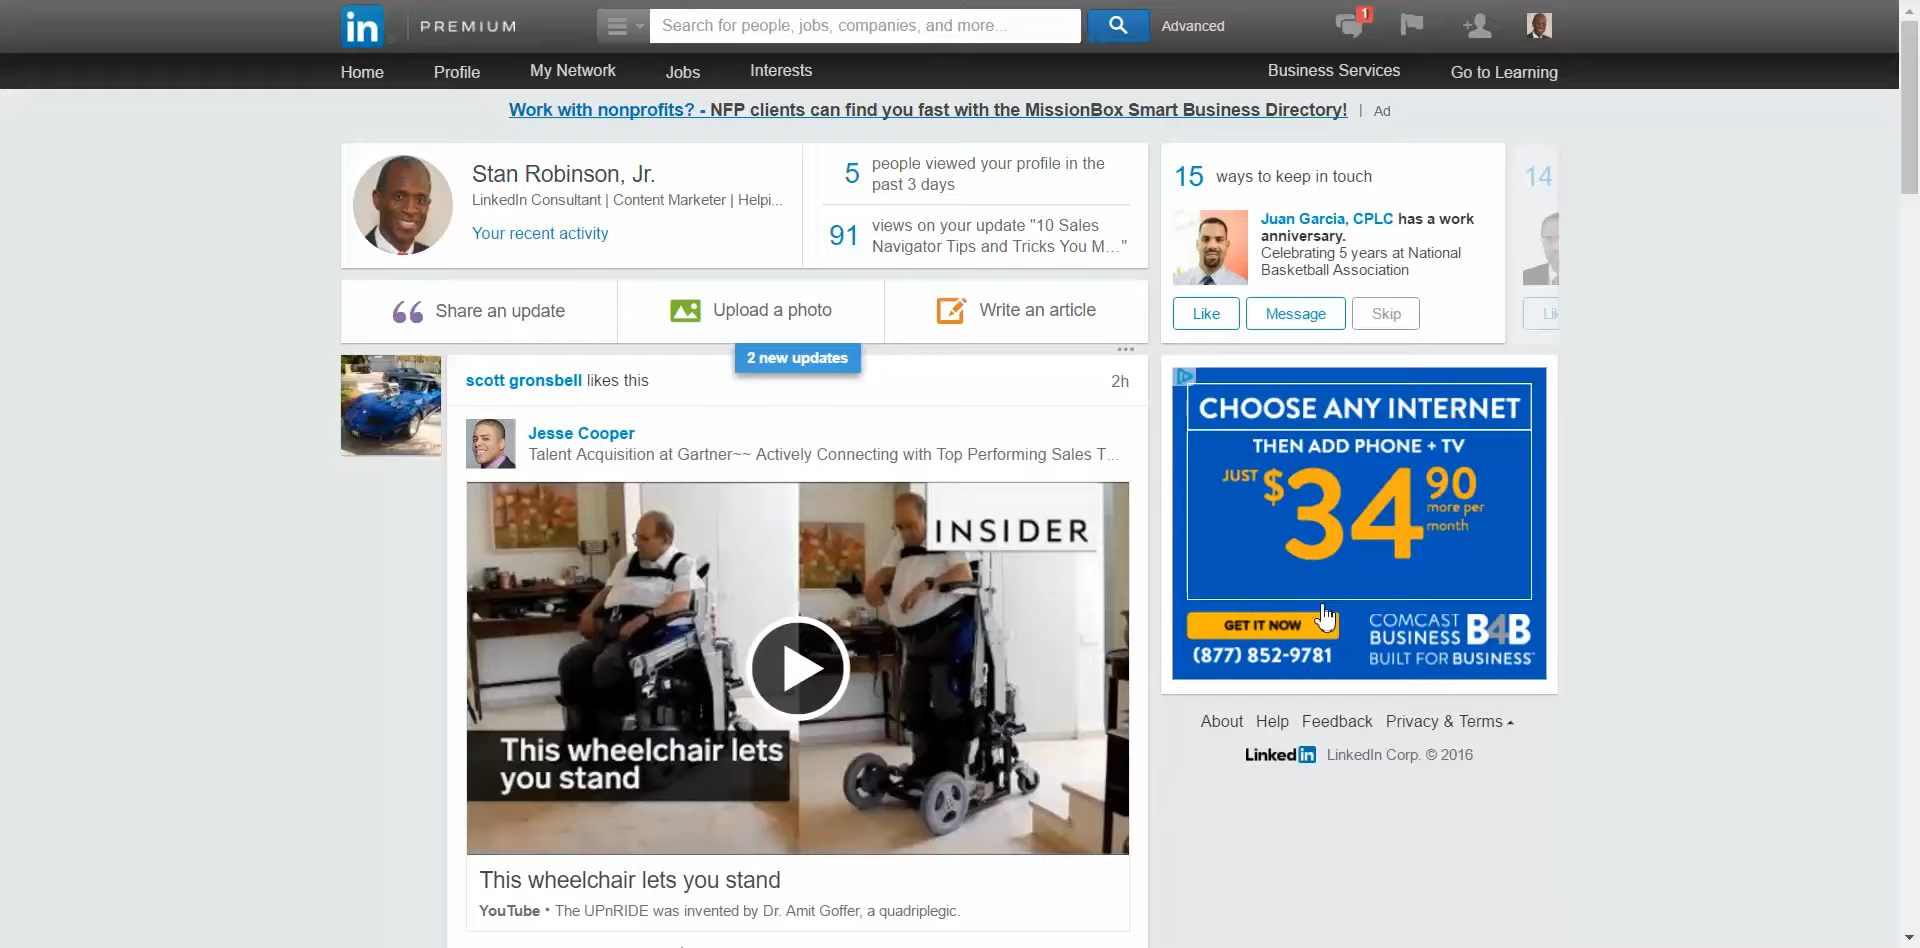 in PREMIUM
Search for people, jobs, companies, and more...
Advanced
1
Home Profile My Network Jobs Interests Business Services Go to Learning
Work with nonprofits? - NFP clients can find you fast with the MissionBox Smart Business Directory! | Ad
Stan Robinson, Jr.
LinkedIn Consultant | Content Marketer | Helpi...
Your recent activity
5 people viewed your profile in the
past 3 days
91 views on your update "10 Sales
Navigator Tips and Tricks You M..."
15 ways to keep in touch
Juan Garcia, CPLC has a work
anniversary.
Celebrating 5 years at National
Basketball Association
Like Message Skip
14
Share an update
Upload a photo
Write an article
2 new updates
scott gronsbell likes this
2h
Jesse Cooper
Talent Acquisition at Gartner~~ Actively Connecting with Top Performing Sales T...
INSIDER
This wheelchair lets
you stand
This wheelchair lets you stand
YouTube • The UPnRIDE was invented by Dr. Amit Goffer, a quadriplegic.
CHOOSE ANY INTERNET
THEN ADD PHONE + TV
JUST $34 90
more per
month
GET IT NOW
(877) 852-9781
COMCAST
BUSINESS B4B
BUILT FOR BUSINESS™
About Help Feedback Privacy & Terms
Linked in LinkedIn Corp. © 2016